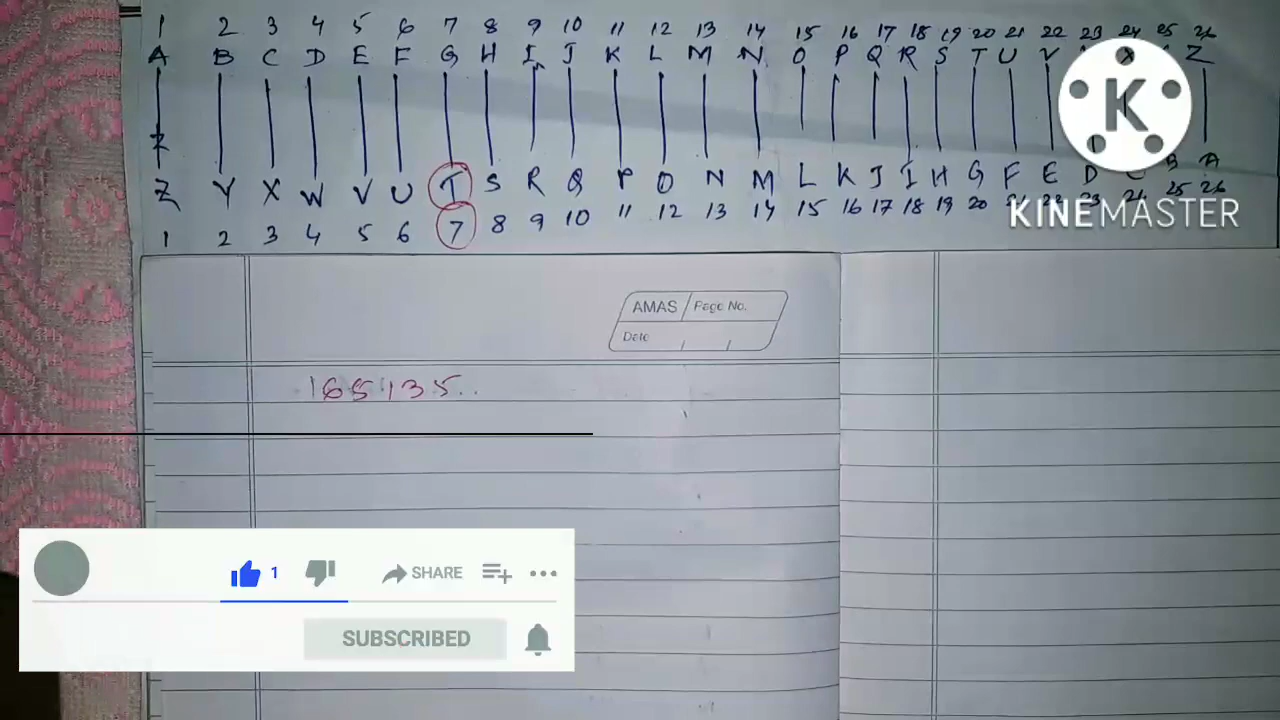 1 2 3 4 5 6 7 8 9 10 11 12 13 14 15 16 17 18 19 20 21 22 23 24 25 26
A B C D E F G H I J K L M N O P Q R S T U V X Z
Z
Z Y X W V U T S R Q P O N M L K J I H G F E D C B A
1 2 3 4 5 6 7 8 9 10 11 12 13 14 15 16 17 18 19 20 21 22 23 24 25 26
K
KINEMASTER
AMAS Page No.
Date / /
165135..
1 SHARE
SUBSCRIBED